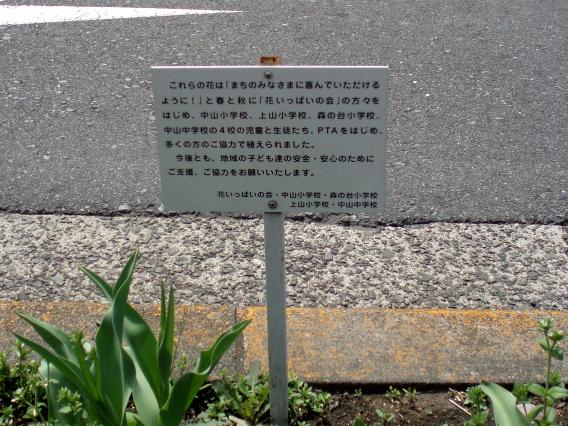 これらの花は「まちのみなさまに喜んでいただける
ように！」と春と秋に「花いっぱいの会」の方々を
はじめ、中山小学校、上山小学校、森の台小学校、
中山中学校の４校の児童と生徒たち、PTAをはじめ、
多くの方のご協力で植えられました。
今後とも、地域の子ども達の安全・安心のために
ご支援、ご協力をお願いいたします。
花いっぱいの会・中山小学校・森の台小学校
上山小学校・中山中学校